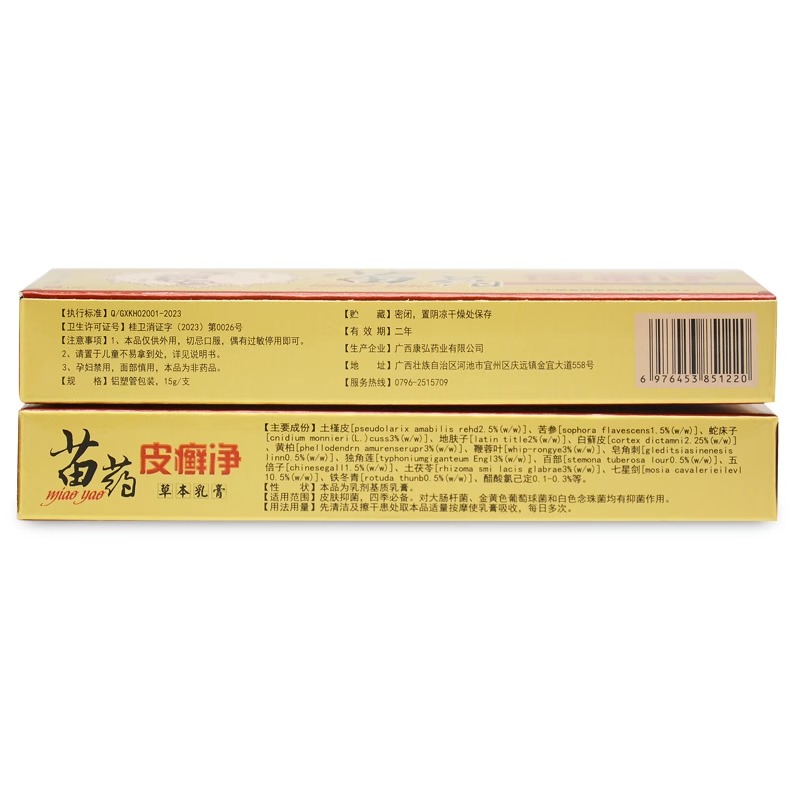 【执行标准】Q/GXKH02001-2023
【卫生许可证号】桂卫消证字（2023）第0026号
【注意事项】1、本品仅供外用，切忌口服，偶有过敏停用即可。
2、请置于儿童不易拿到处，详见说明书。
3、孕妇禁用，面部慎用，本品为非药品。
【规 格】铝塑管包装，15g/支
【贮 藏】密闭，置阴凉干燥处保存
【有 效 期】二年
【生产企业】广西康弘药业有限公司
【地 址】广西壮族自治区河池市宜州区庆远镇金宜大道558号
【服务热线】0796-2515709
6 976453 851220
苗药
miao yao
皮癣净
草本乳膏
【主要成份】土槿皮[pseudolarix amabilis rehd2.5%(w/w)]、苦参[sophora flavescens1.5%(w/w)]、蛇床子
[cnidium monnieri(L.)cuss3%(w/w)]、地肤子[latin title2%(w/w)]、白藓皮[cortex dictamni2.25%(w/w)]
、黄柏[phellodendrn amurenserupr3%(w/w)]、鞭蓉叶[whip-rongye3%(w/w)]、皂角刺[gleditsiasinenesis
linn0.5%(w/w)]、独角莲[typhoniumgiganteum Engl3%(w/w)]、百部[stemona tuberosa lour0.5%(w/w)]、五
倍子[chinesegall1.5%(w/w)]、土茯苓[rhizoma smi lacis glabrae3%(w/w)]、七星剑[mosia cavalerieilevl
10.5%(w/w)]、铁冬青[rotuda thunb0.5%(w/w)]、醋酸氯己定0.1-0.3%等。
【性 状】本品为乳剂基质乳膏。
【适用范围】皮肤抑菌，四季必备。对大肠杆菌、金黄色葡萄球菌和白色念珠菌均有抑菌作用。
【用法用量】先清洁及擦干患处取本品适量按摩使乳膏吸收，每日多次。